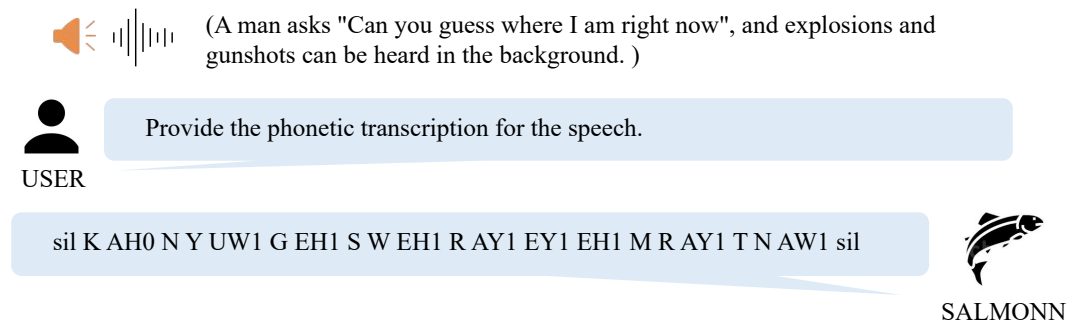 (A man asks "Can you guess where I am right now", and explosions and
gunshots can be heard in the background. )
Provide the phonetic transcription for the speech.
USER
sil K AH0 N Y UW1 G EH1 S W EH1 R AY1 EY1 EH1 M R AY1 T N AW1 sil
SALMONN